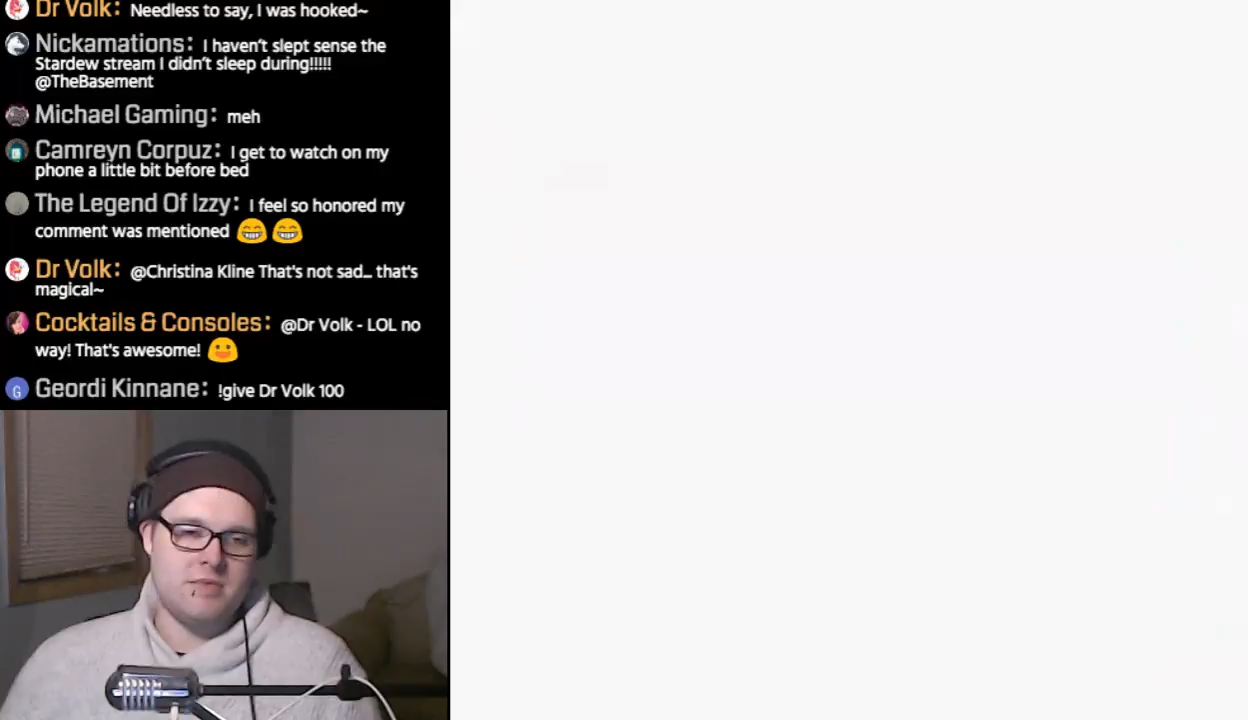 Dr Volk: Needless to say, I was hooked~
Nickamations: I haven't slept sense the
Stardew stream I didn't sleep during!!!!!
@TheBasement
Michael Gaming: meh
Camreyn Corpuz: I get to watch on my
phone a little bit before bed
The Legend Of Izzy: I feel so honored my
comment was mentioned
Dr Volk: @Christina Kline That's not sad... that's
magical~
Cocktails & Consoles: @Dr Volk - LOL no
way! That's awesome!
G Geordi Kinnane: !give Dr Volk 100